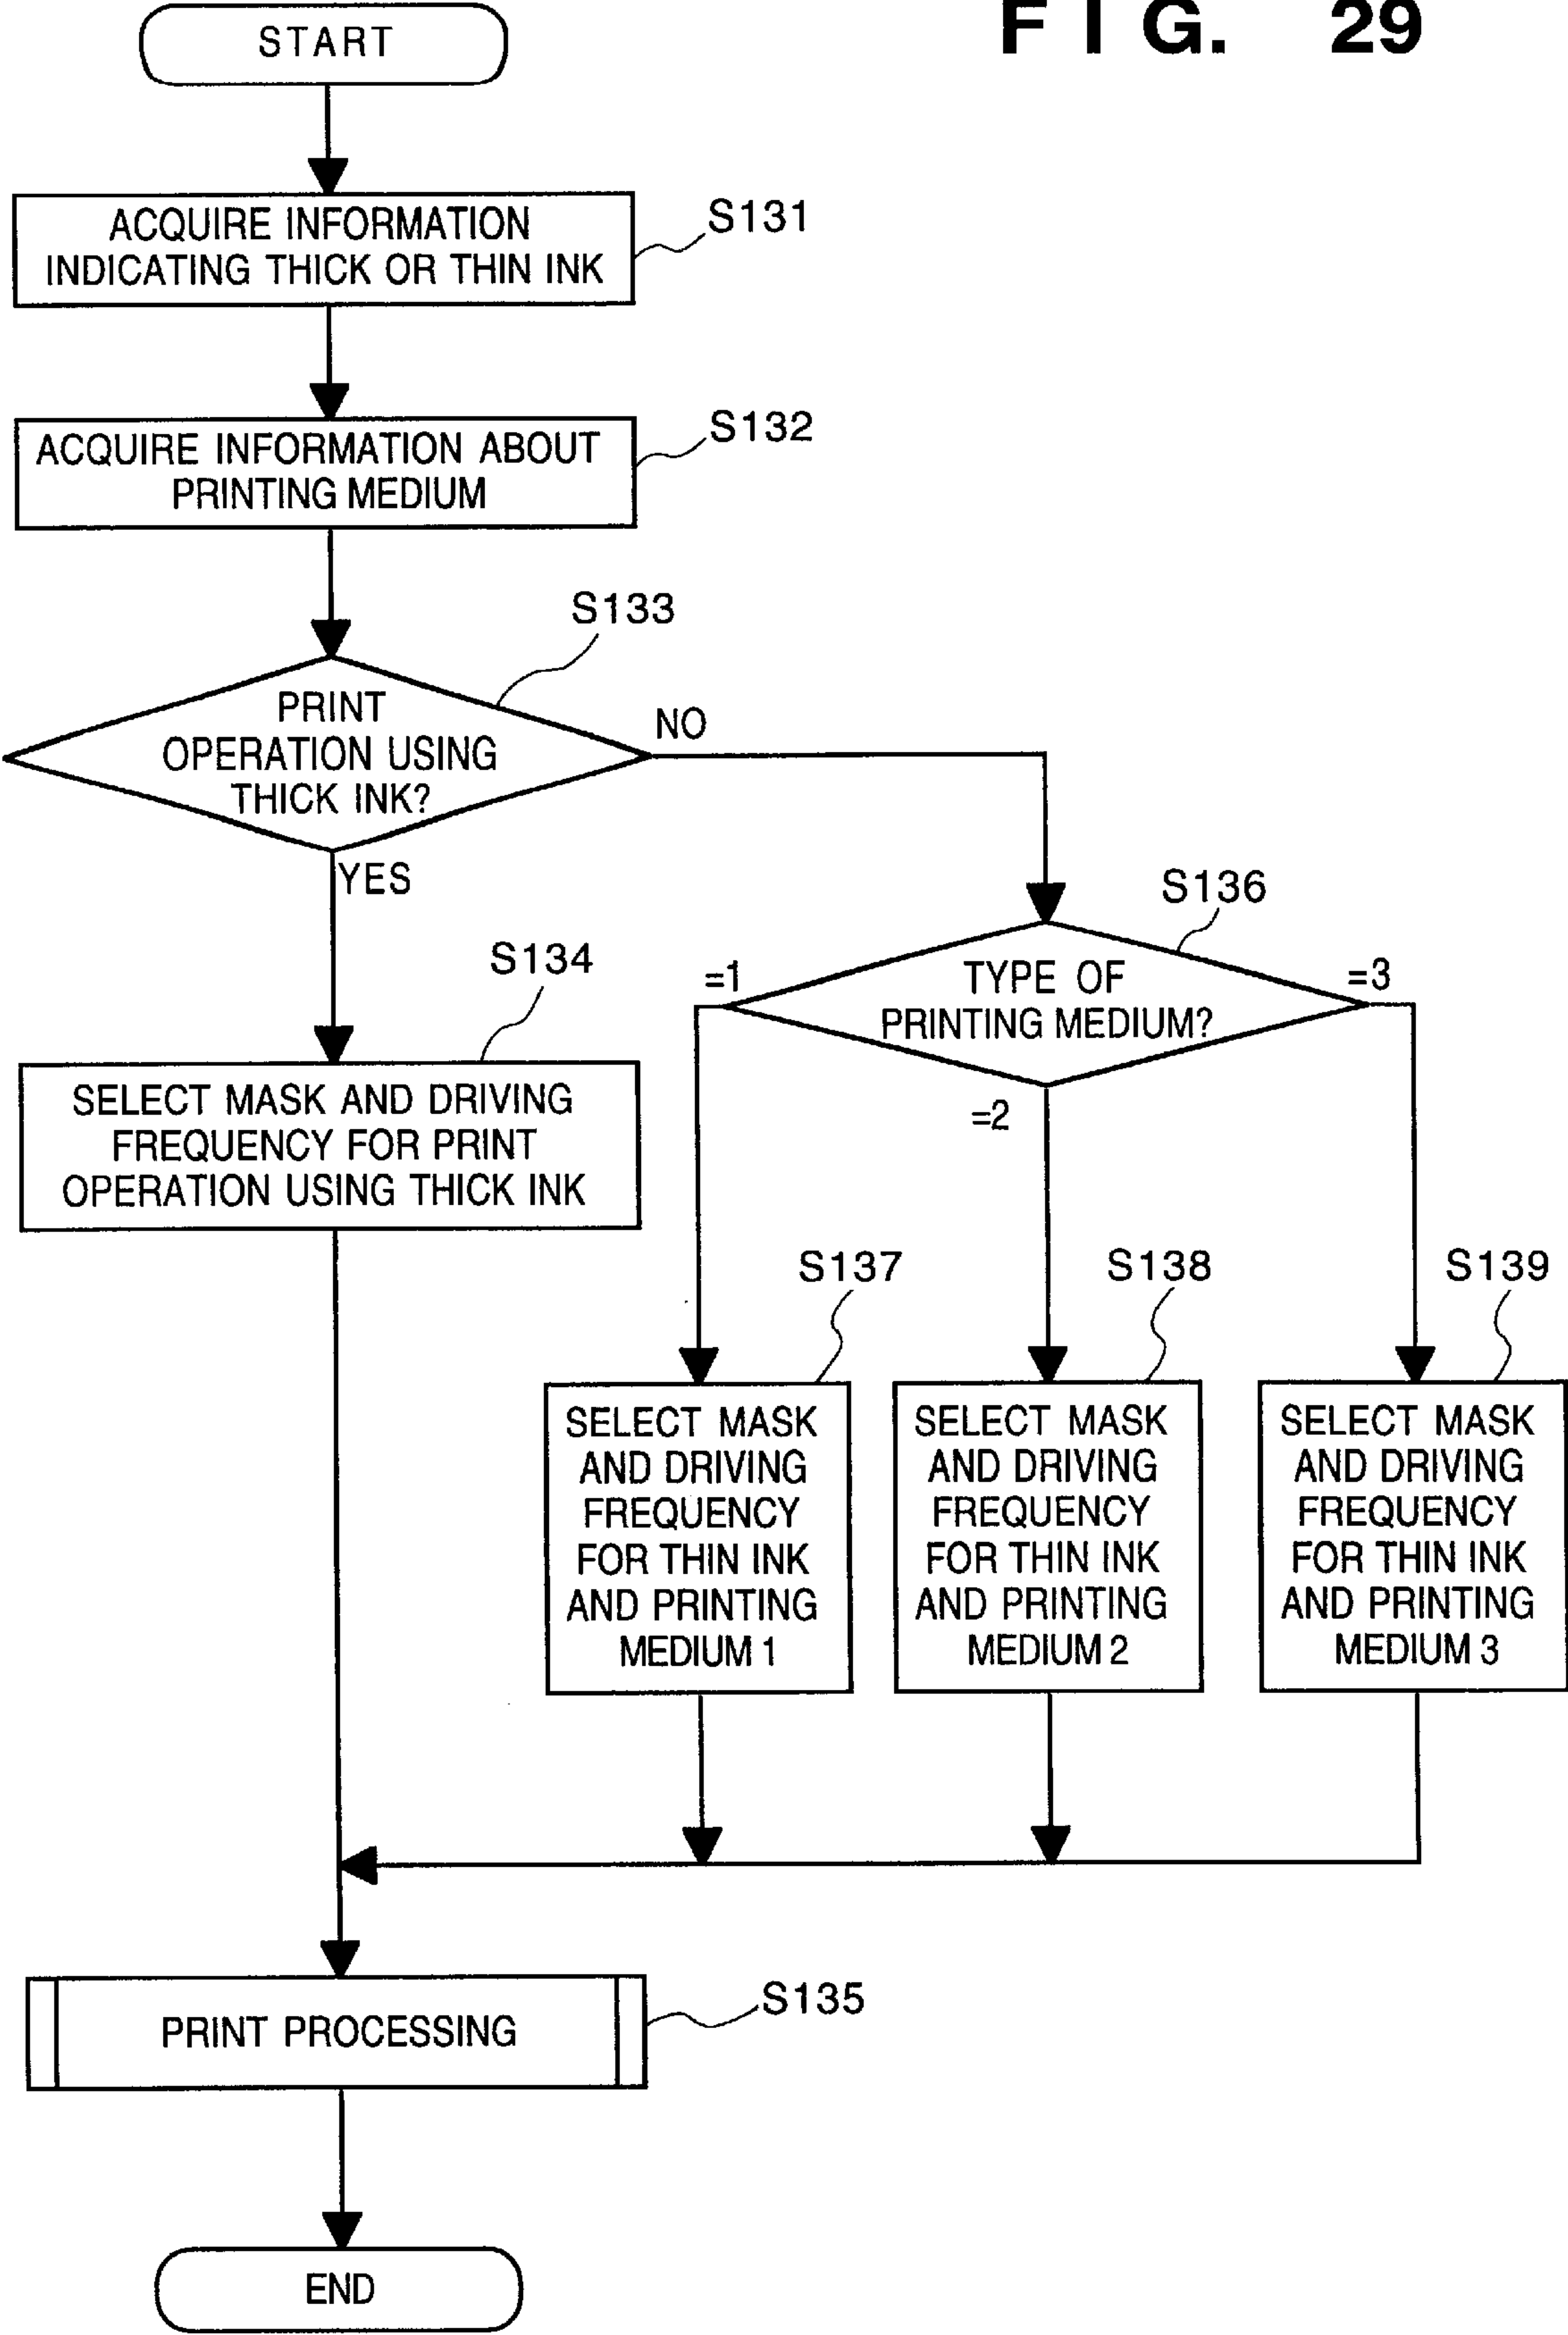 FIG. 29
START
ACQUIRE INFORMATION
INDICATING THICK OR THIN INK
S131
ACQUIRE INFORMATION ABOUT
PRINTING MEDIUM
S132
S133
PRINT
OPERATION USING
THICK INK?
NO
YES
S134
SELECT MASK AND DRIVING
FREQUENCY FOR PRINT
OPERATION USING THICK INK
S136
TYPE OF
PRINTING MEDIUM?
=1
=2
=3
S137
SELECT MASK
AND DRIVING
FREQUENCY
FOR THIN INK
AND PRINTING
MEDIUM 1
S138
SELECT MASK
AND DRIVING
FREQUENCY
FOR THIN INK
AND PRINTING
MEDIUM 2
S139
SELECT MASK
AND DRIVING
FREQUENCY
FOR THIN INK
AND PRINTING
MEDIUM 3
PRINT PROCESSING
S135
END